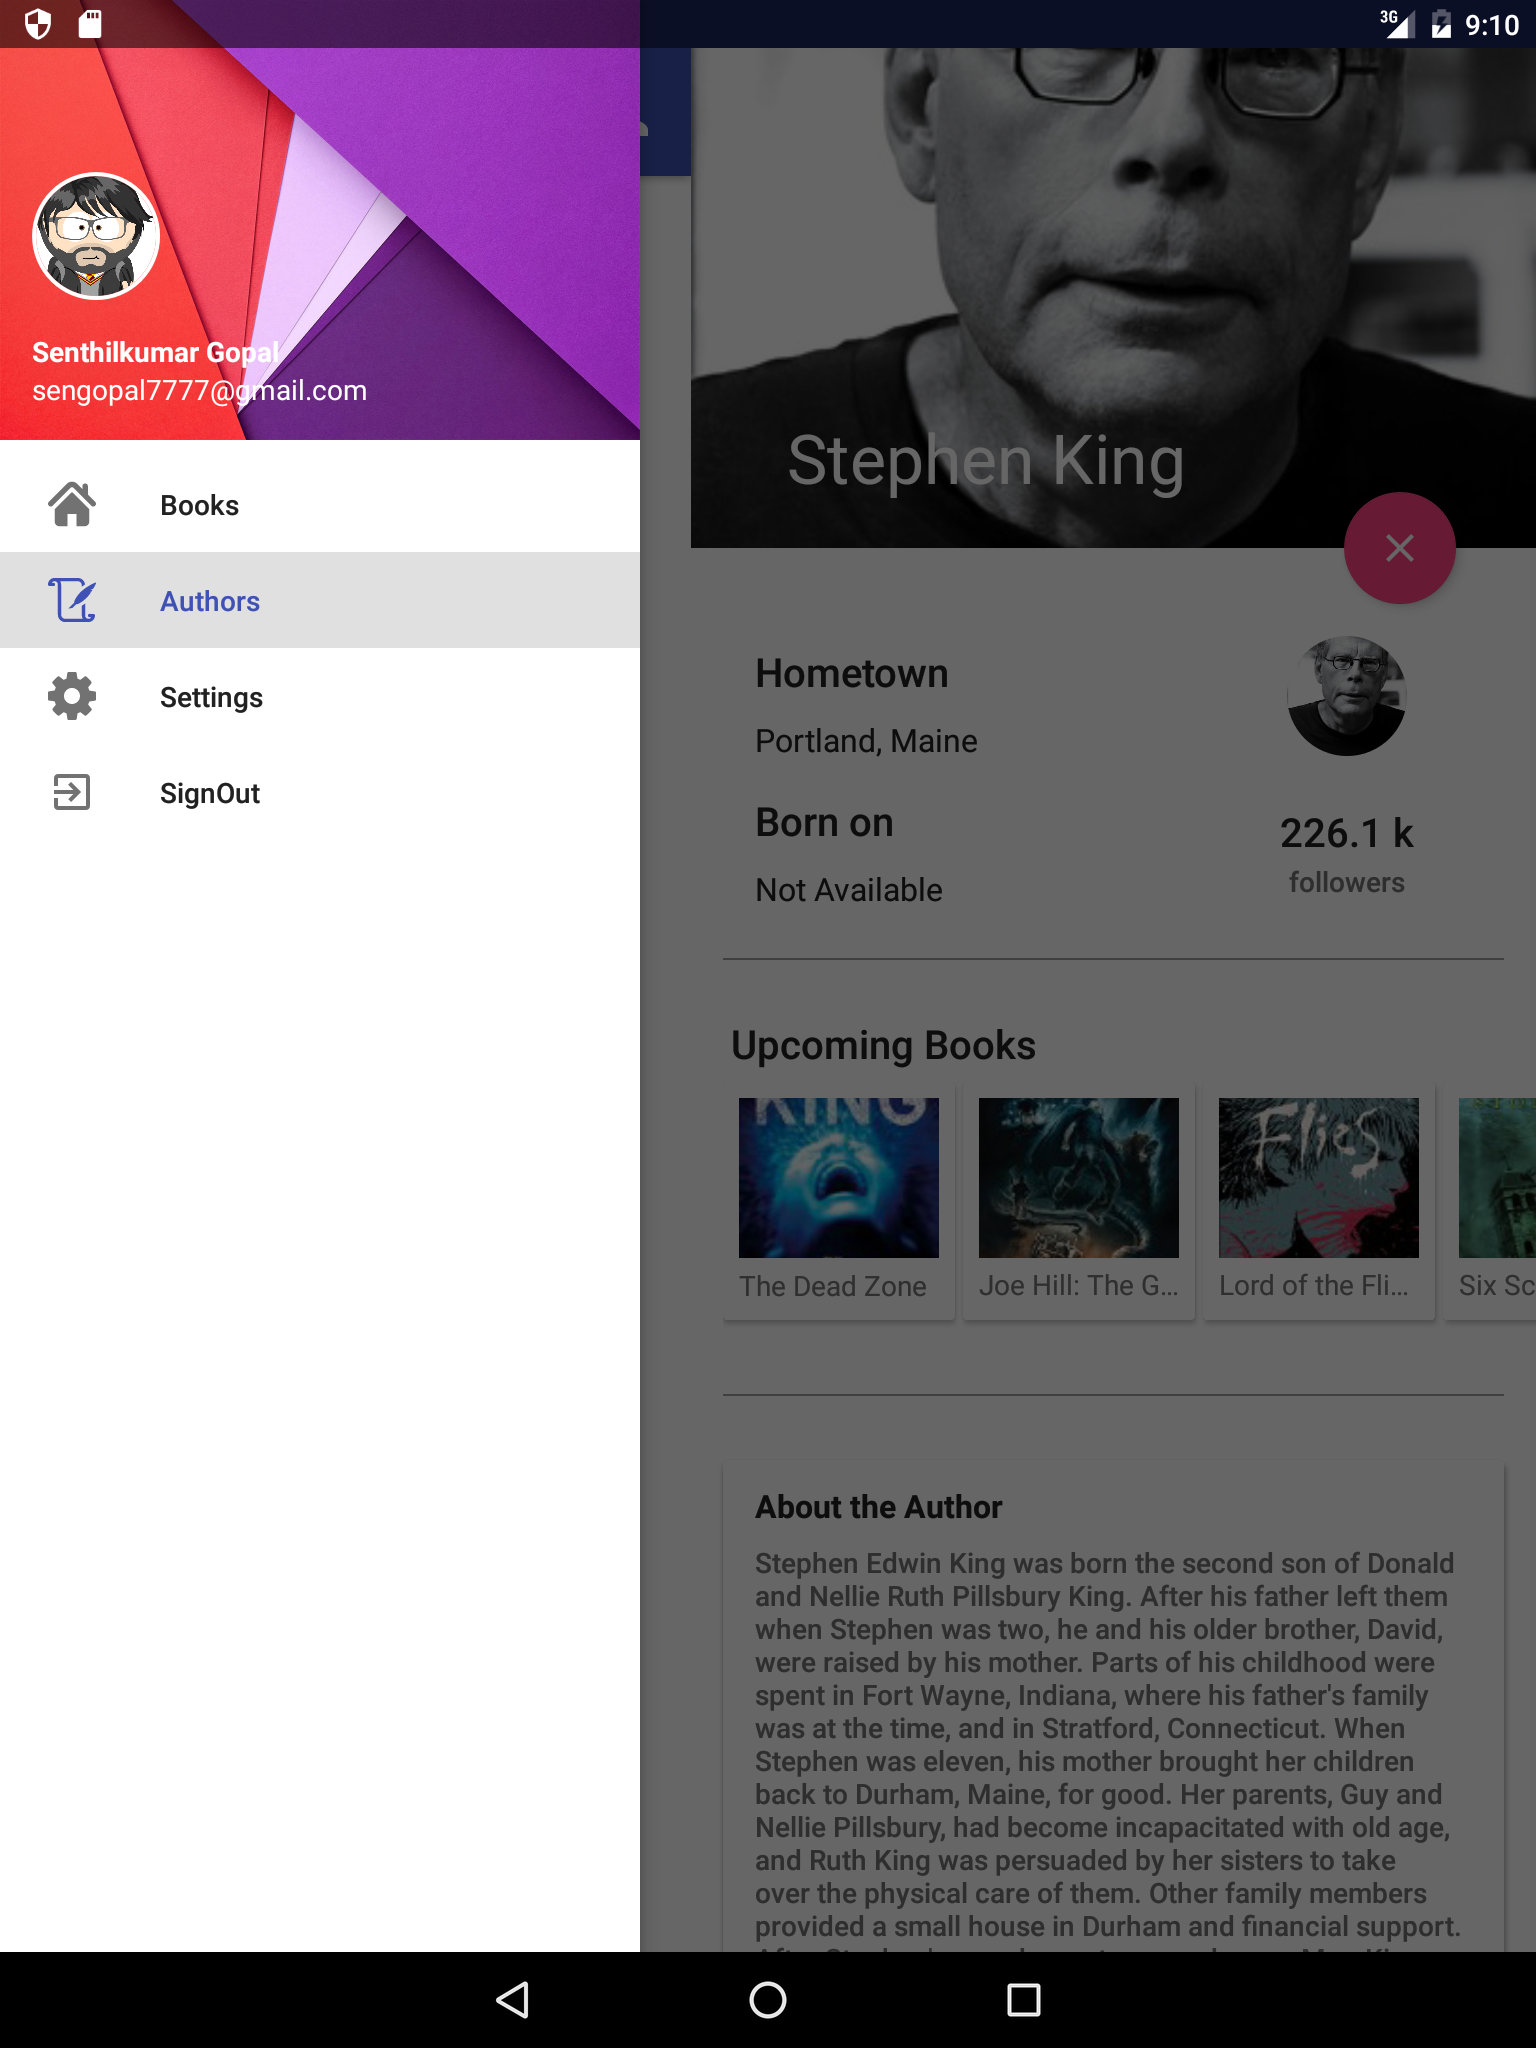 3G 9:10
Senthilkumar Gopal
sengopal7777@gmail.com
Books
Authors
Settings
SignOut
Stephen King
Hometown
Portland, Maine
Born on
Not Available
226.1 k
followers
Upcoming Books
KING
Flies
The Dead Zone
Joe Hill: The G...
Lord of the Fli...
Six Sc
About the Author
Stephen Edwin King was born the second son of Donald
and Nellie Ruth Pillsbury King. After his father left them
when Stephen was two, he and his older brother, David,
were raised by his mother. Parts of his childhood were
spent in Fort Wayne, Indiana, where his father's family
was at the time, and in Stratford, Connecticut. When
Stephen was eleven, his mother brought her children
back to Durham, Maine, for good. Her parents, Guy and
Nellie Pillsbury, had become incapacitated with old age,
and Ruth King was persuaded by her sisters to take
over the physical care of them. Other family members
provided a small house in Durham and financial support.